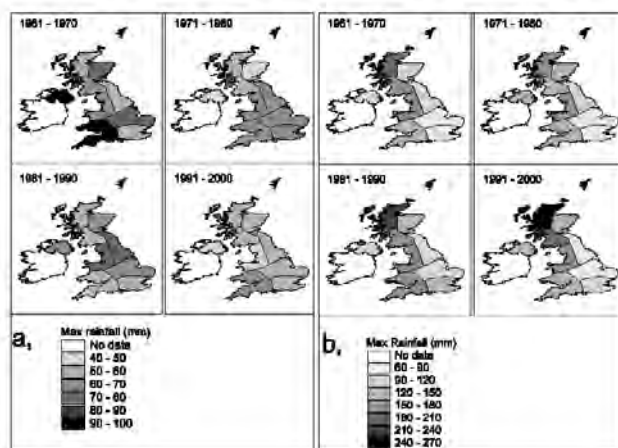 1961 - 1970
1971 - 1980
1981 - 1990
1991 - 2000
a.
Max rainfall (mm)
No data
40 - 50
50 - 60
60 - 70
70 - 80
80 - 90
90 - 100
1961 - 1970
1971 - 1980
1981 - 1990
1991 - 2000
b.
Max Rainfall (mm)
No data
60 - 90
90 - 120
120 - 150
150 - 180
180 - 210
210 - 240
240 - 270